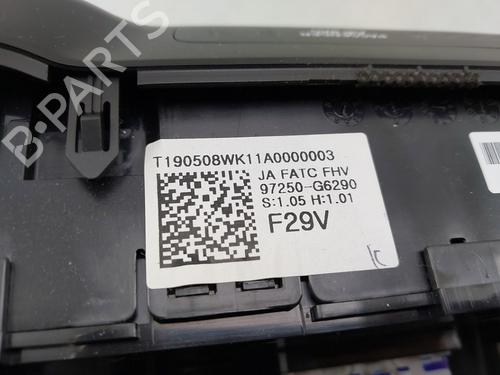 B-PARTS
T190508WK11A0000003
JA FATC FHV
97250-G6290
S:1.05 H:1.01
F29V